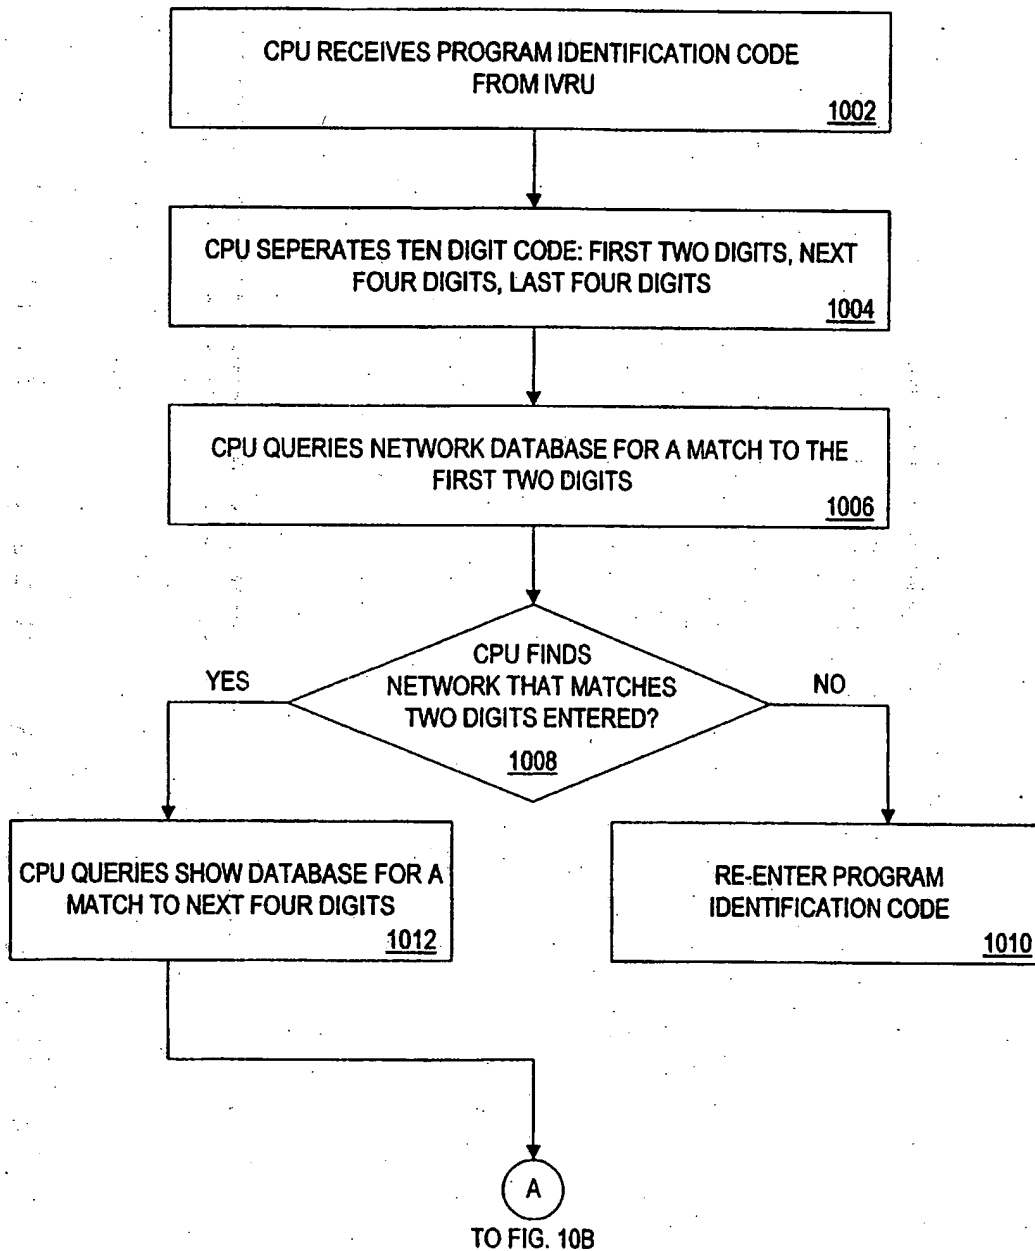 CPU RECEIVES PROGRAM IDENTIFICATION CODE
FROM IVRU
1002
CPU SEPERATES TEN DIGIT CODE: FIRST TWO DIGITS, NEXT
FOUR DIGITS, LAST FOUR DIGITS
1004
CPU QUERIES NETWORK DATABASE FOR A MATCH TO THE
FIRST TWO DIGITS
1006
CPU FINDS
NETWORK THAT MATCHES
TWO DIGITS ENTERED?
1008
YES
NO
CPU QUERIES SHOW DATABASE FOR A
MATCH TO NEXT FOUR DIGITS
1012
RE-ENTER PROGRAM
IDENTIFICATION CODE
1010
A
TO FIG. 10B